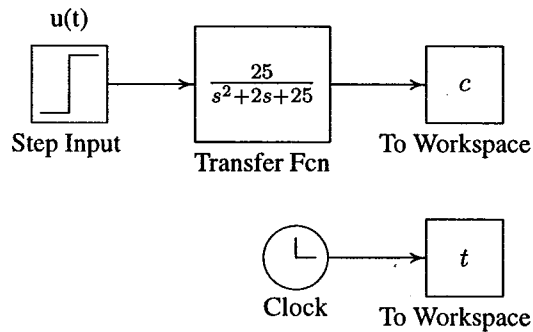 u(t)
25
s²+2s+25
c
Step Input
Transfer Fcn
To Workspace
t
Clock
To Workspace